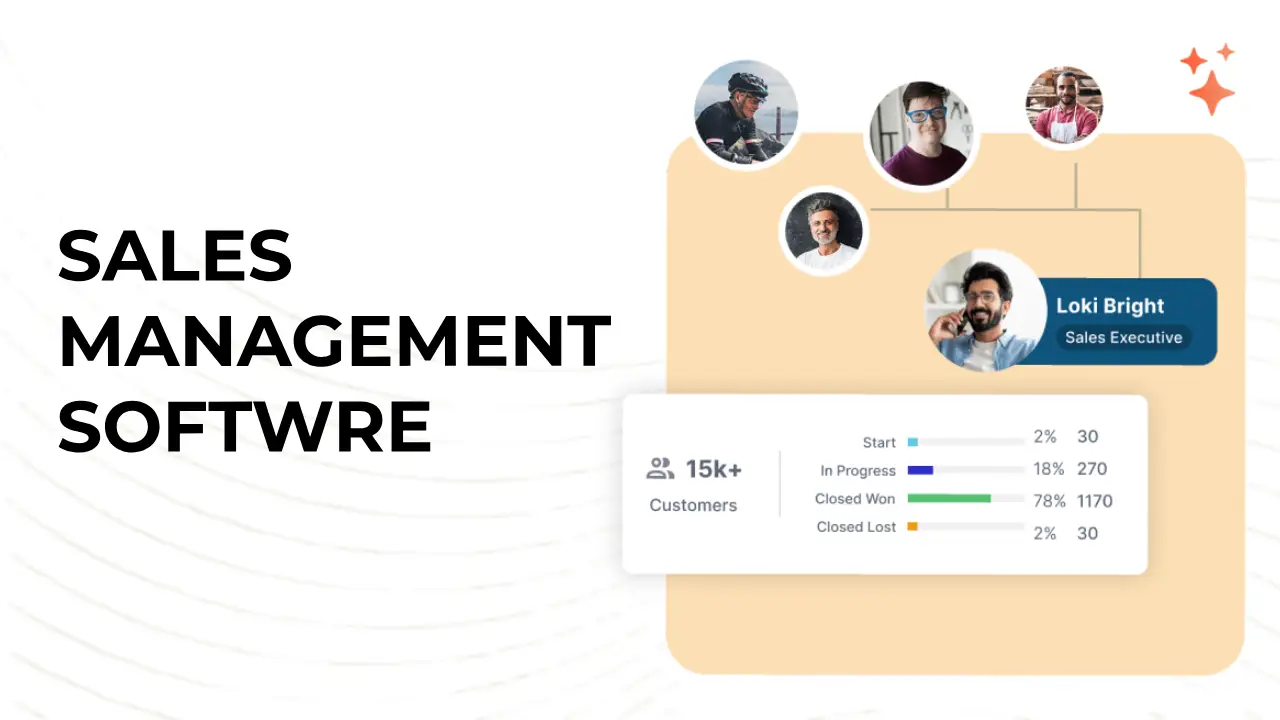 SALES
MANAGEMENT
SOFTWRE
Loki Bright
Sales Executive
15k+
Customers
Start 2% 30
In Progress 18% 270
Closed Won 78% 1170
Closed Lost 2% 30